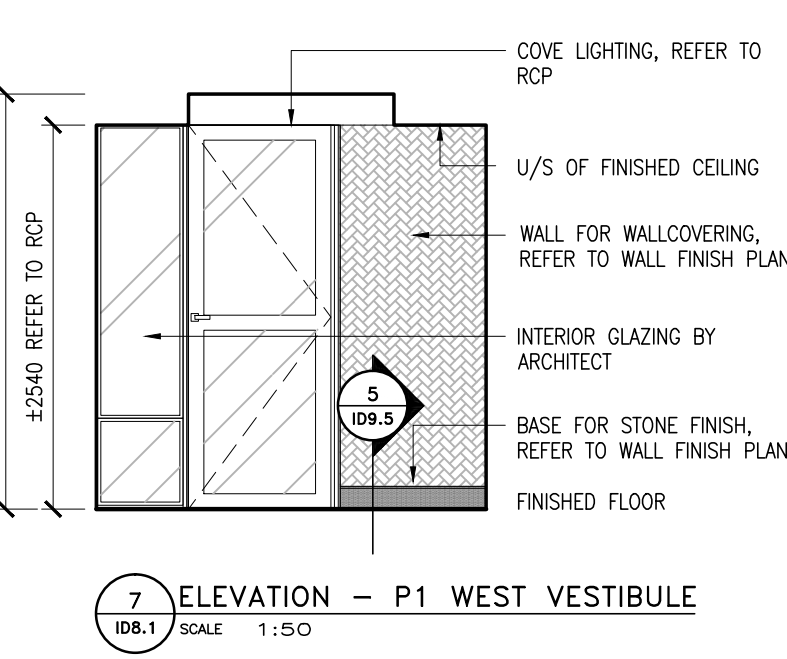 COVE LIGHTING, REFER TO
RCP
U/S OF FINISHED CEILING
WALL FOR WALLCOVERING,
REFER TO WALL FINISH PLAN
±2540 REFER TO RCP
INTERIOR GLAZING BY
ARCHITECT
5
ID9.5
BASE FOR STONE FINISH,
REFER TO WALL FINISH PLAN
FINISHED FLOOR
7
ID8.1
ELEVATION - P1 WEST VESTIBULE
SCALE 1:50